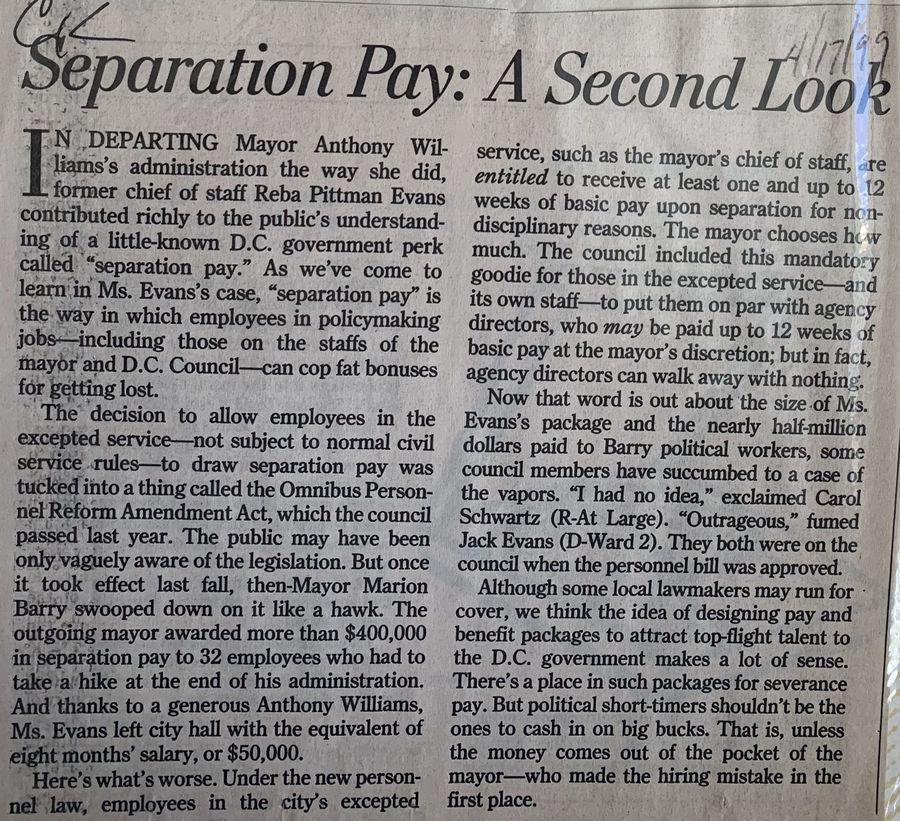 4/17/99
Separation Pay: A Second Look
IN DEPARTING Mayor Anthony Wil-
liams's administration the way she did,
former chief of staff Reba Pittman Evans
contributed richly to the public's understand-
ing of a little-known D.C. government perk
called "separation pay." As we've come to
learn in Ms. Evans's case, "separation pay" is
the way in which employees in policymaking
jobs—including those on the staffs of the
mayor and D.C. Council—can cop fat bonuses
for getting lost.
The decision to allow employees in the
excepted service—not subject to normal civil
service rules—to draw separation pay was
tucked into a thing called the Omnibus Person-
nel Reform Amendment Act, which the council
passed last year. The public may have been
only vaguely aware of the legislation. But once
it took effect last fall, then-Mayor Marion
Barry swooped down on it like a hawk. The
outgoing mayor awarded more than $400,000
in separation pay to 32 employees who had to
take a hike at the end of his administration.
And thanks to a generous Anthony Williams,
Ms. Evans left city hall with the equivalent of
eight months' salary, or $50,000.
Here's what's worse. Under the new person-
nel law, employees in the city's excepted
service, such as the mayor's chief of staff, are
entitled to receive at least one and up to 12
weeks of basic pay upon separation for non-
disciplinary reasons. The mayor chooses how
much. The council included this mandatory
goodie for those in the excepted service—and
its own staff—to put them on par with agency
directors, who may be paid up to 12 weeks of
basic pay at the mayor's discretion; but in fact,
agency directors can walk away with nothing.
Now that word is out about the size of Ms.
Evans's package and the nearly half-million
dollars paid to Barry political workers, some
council members have succumbed to a case of
the vapors. "I had no idea," exclaimed Carol
Schwartz (R-At Large). "Outrageous," fumed
Jack Evans (D-Ward 2). They both were on the
council when the personnel bill was approved.
Although some local lawmakers may run for
cover, we think the idea of designing pay and
benefit packages to attract top-flight talent to
the D.C. government makes a lot of sense.
There's a place in such packages for severance
pay. But political short-timers shouldn't be the
ones to cash in on big bucks. That is, unless
the money comes out of the pocket of the
mayor—who made the hiring mistake in the
first place.